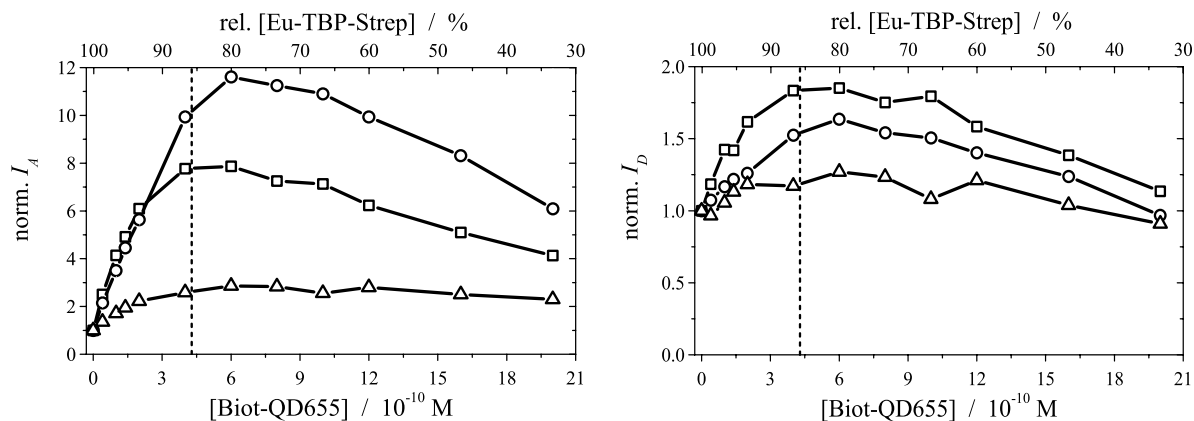 rel. [Eu-TBP-Strep] / %
100 90 80 70 60 50 40 30
12
10
8
6
4
2
0
norm. I_A
0 3 6 9 12 15 18 21
[Biot-QD655] / 10^-10 M
rel. [Eu-TBP-Strep] / %
100 90 80 70 60 50 40 30
2.0
1.5
1.0
0.5
0.0
norm. I_D
0 3 6 9 12 15 18 21
[Biot-QD655] / 10^-10 M